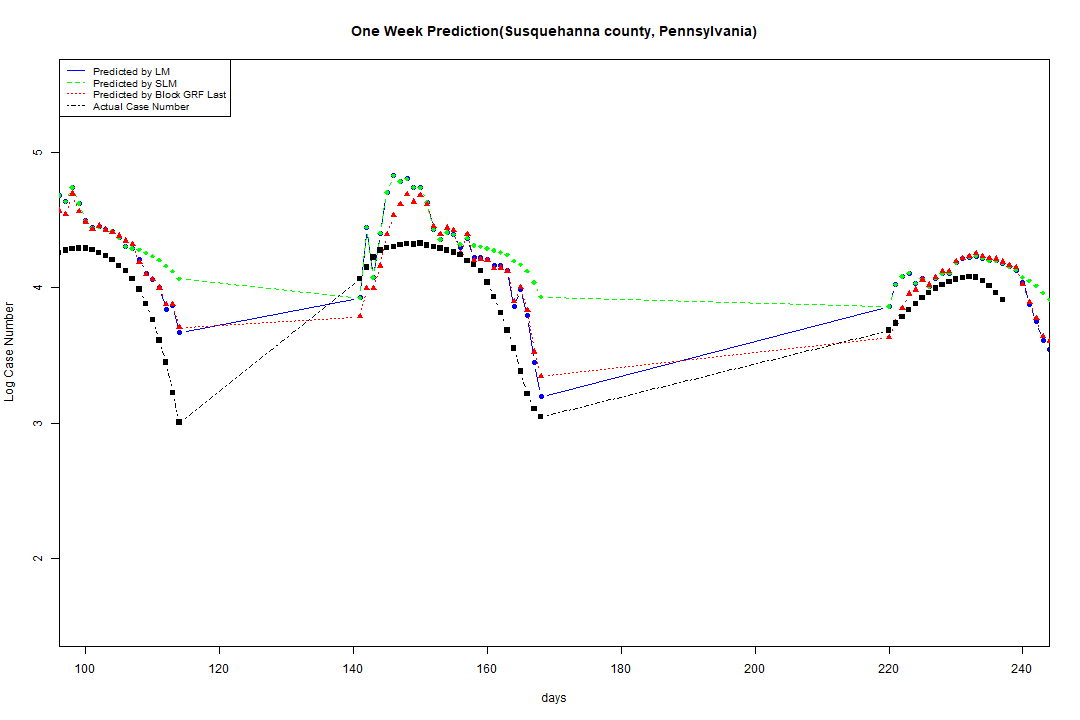 One Week Prediction(Susquehanna county, Pennsylvania)
Predicted by LM
Predicted by SLM
Predicted by Block GRF Last
Actual Case Number
5
4
3
2
Log Case Number
100 120 140 160 180 200 220 240
days